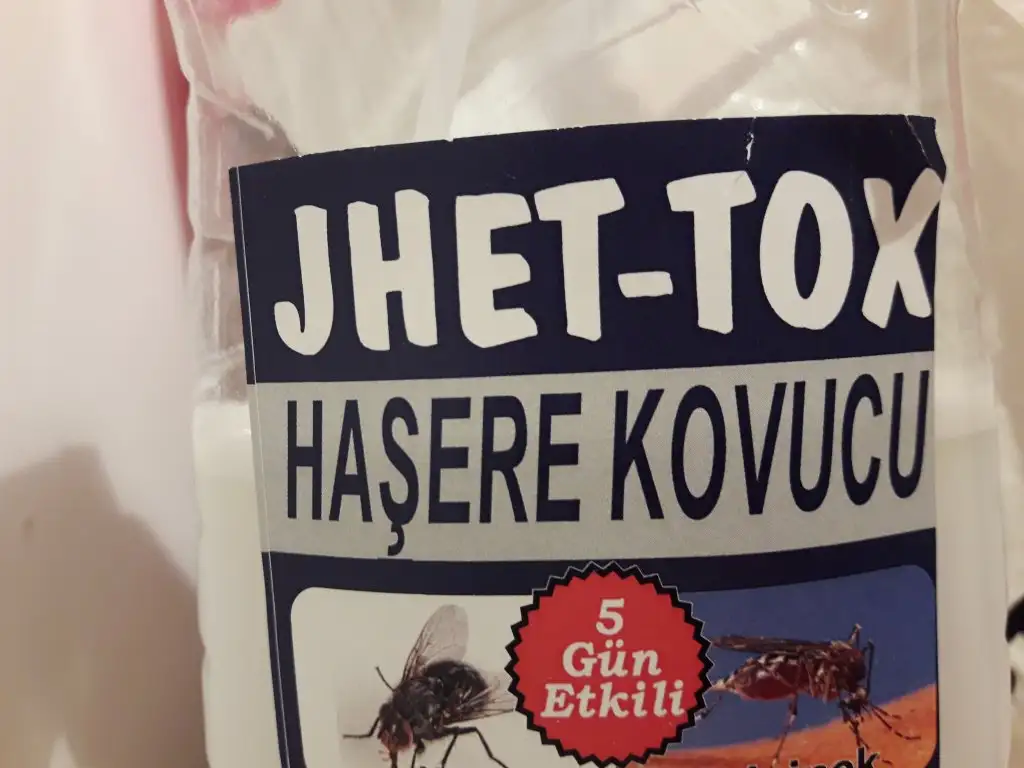 JHET-TOX
HAŞERE KOVUCU
5
Gün
Etkili